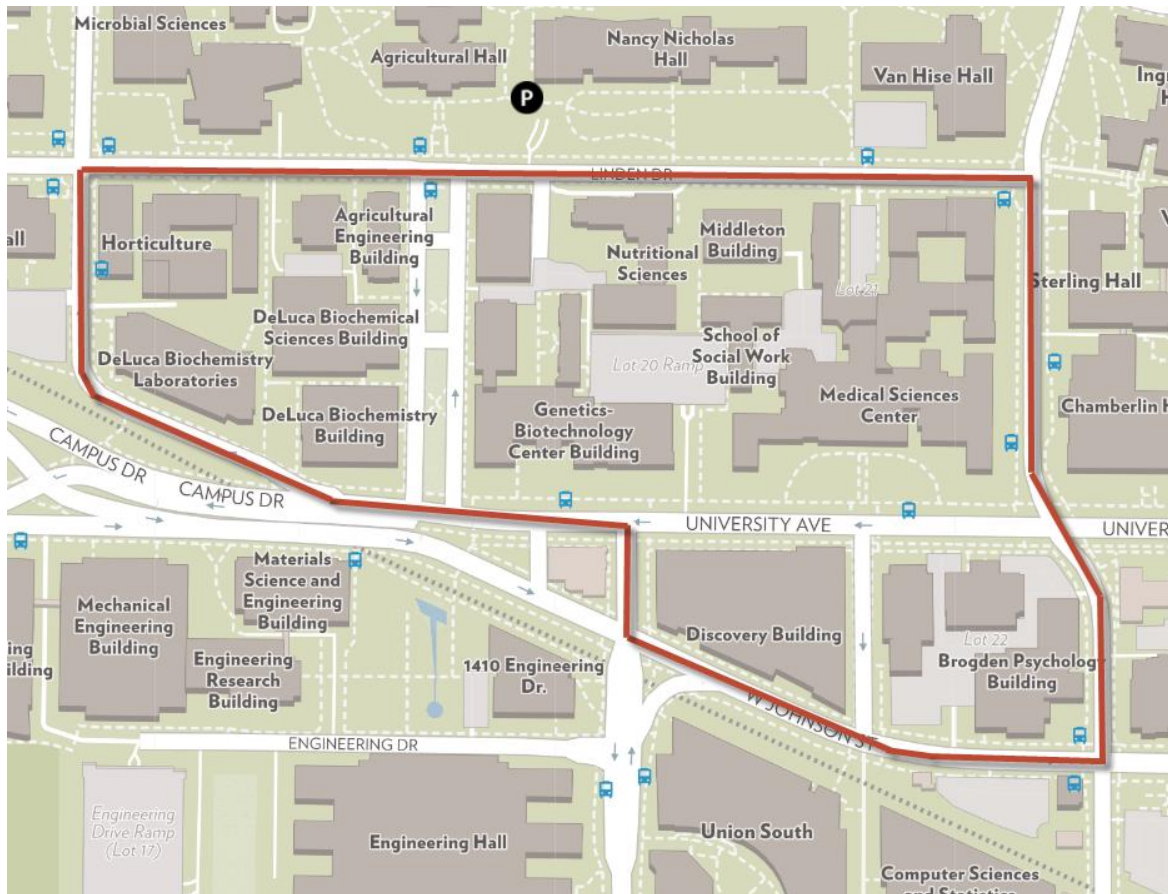 Microbial Sciences
Agricultural Hall
Nancy Nicholas
Hall
Van Hise Hall
P
LINDEN DR
Horticulture
Agricultural
Engineering
Building
Nutritional
Sciences
Middleton
Building
Lot 21
Sterling Hall
DeLuca Biochemical
Sciences Building
DeLuca Biochemistry
Laboratories
Lot 20 Ramp
School of
Social Work
Building
DeLuca Biochemistry
Building
Genetics-
Biotechnology
Center Building
Medical Sciences
Center
Chamberlin H
CAMPUS DR
CAMPUS DR
UNIVERSITY AVE
UNIVER
Materials
Science and
Engineering
Building
Mechanical
Engineering
Building
Engineering
Research
Building
1410 Engineering
Dr.
Discovery Building
Lot 22
Brogden Psychology
Building
W JOHNSON ST
ENGINEERING DR
Engineering
Drive Ramp
(Lot 17)
Engineering Hall
Union South
Computer Sciences
and Statistics